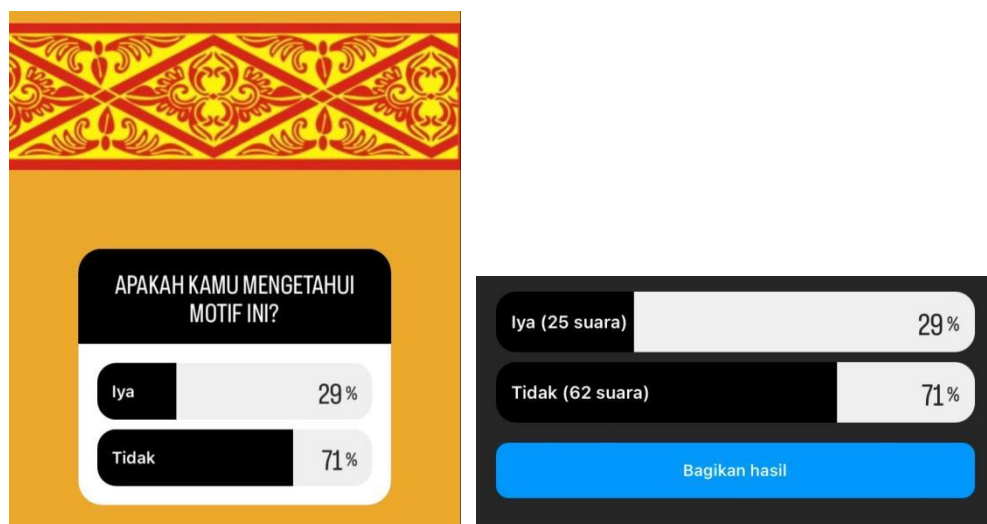 APAKAH KAMU MENGETAHUI
MOTIF INI?
Iya 29%
Tidak 71%
Iya (25 suara) 29%
Tidak (62 suara) 71%
Bagikan hasil